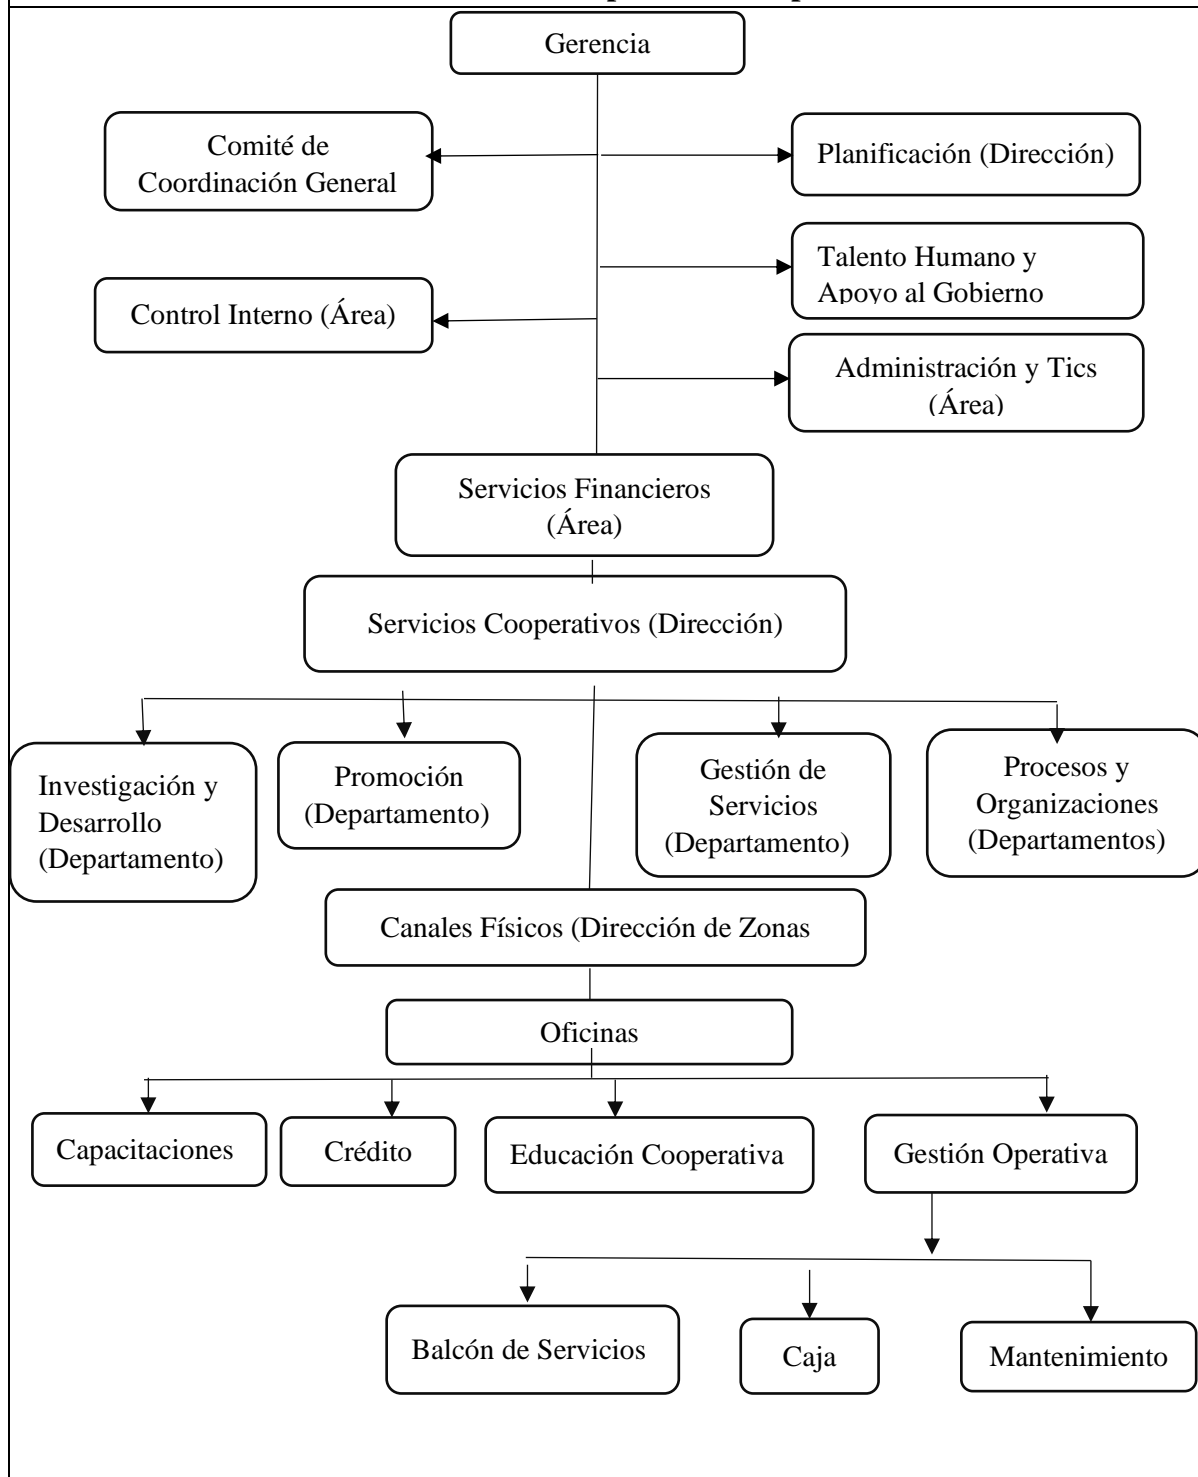 Gerencia
Comité de
Coordinación General
Planificación (Dirección)
Talento Humano y
Apoyo al Gobierno
Control Interno (Área)
Administración y Tics
(Área)
Servicios Financieros
(Área)
Servicios Cooperativos (Dirección)
Investigación y
Desarrollo
(Departamento)
Promoción
(Departamento)
Gestión de
Servicios
(Departamento)
Procesos y
Organizaciones
(Departamentos)
Canales Físicos (Dirección de Zonas
Oficinas
Capacitaciones
Crédito
Educación Cooperativa
Gestión Operativa
Balcón de Servicios
Caja
Mantenimiento